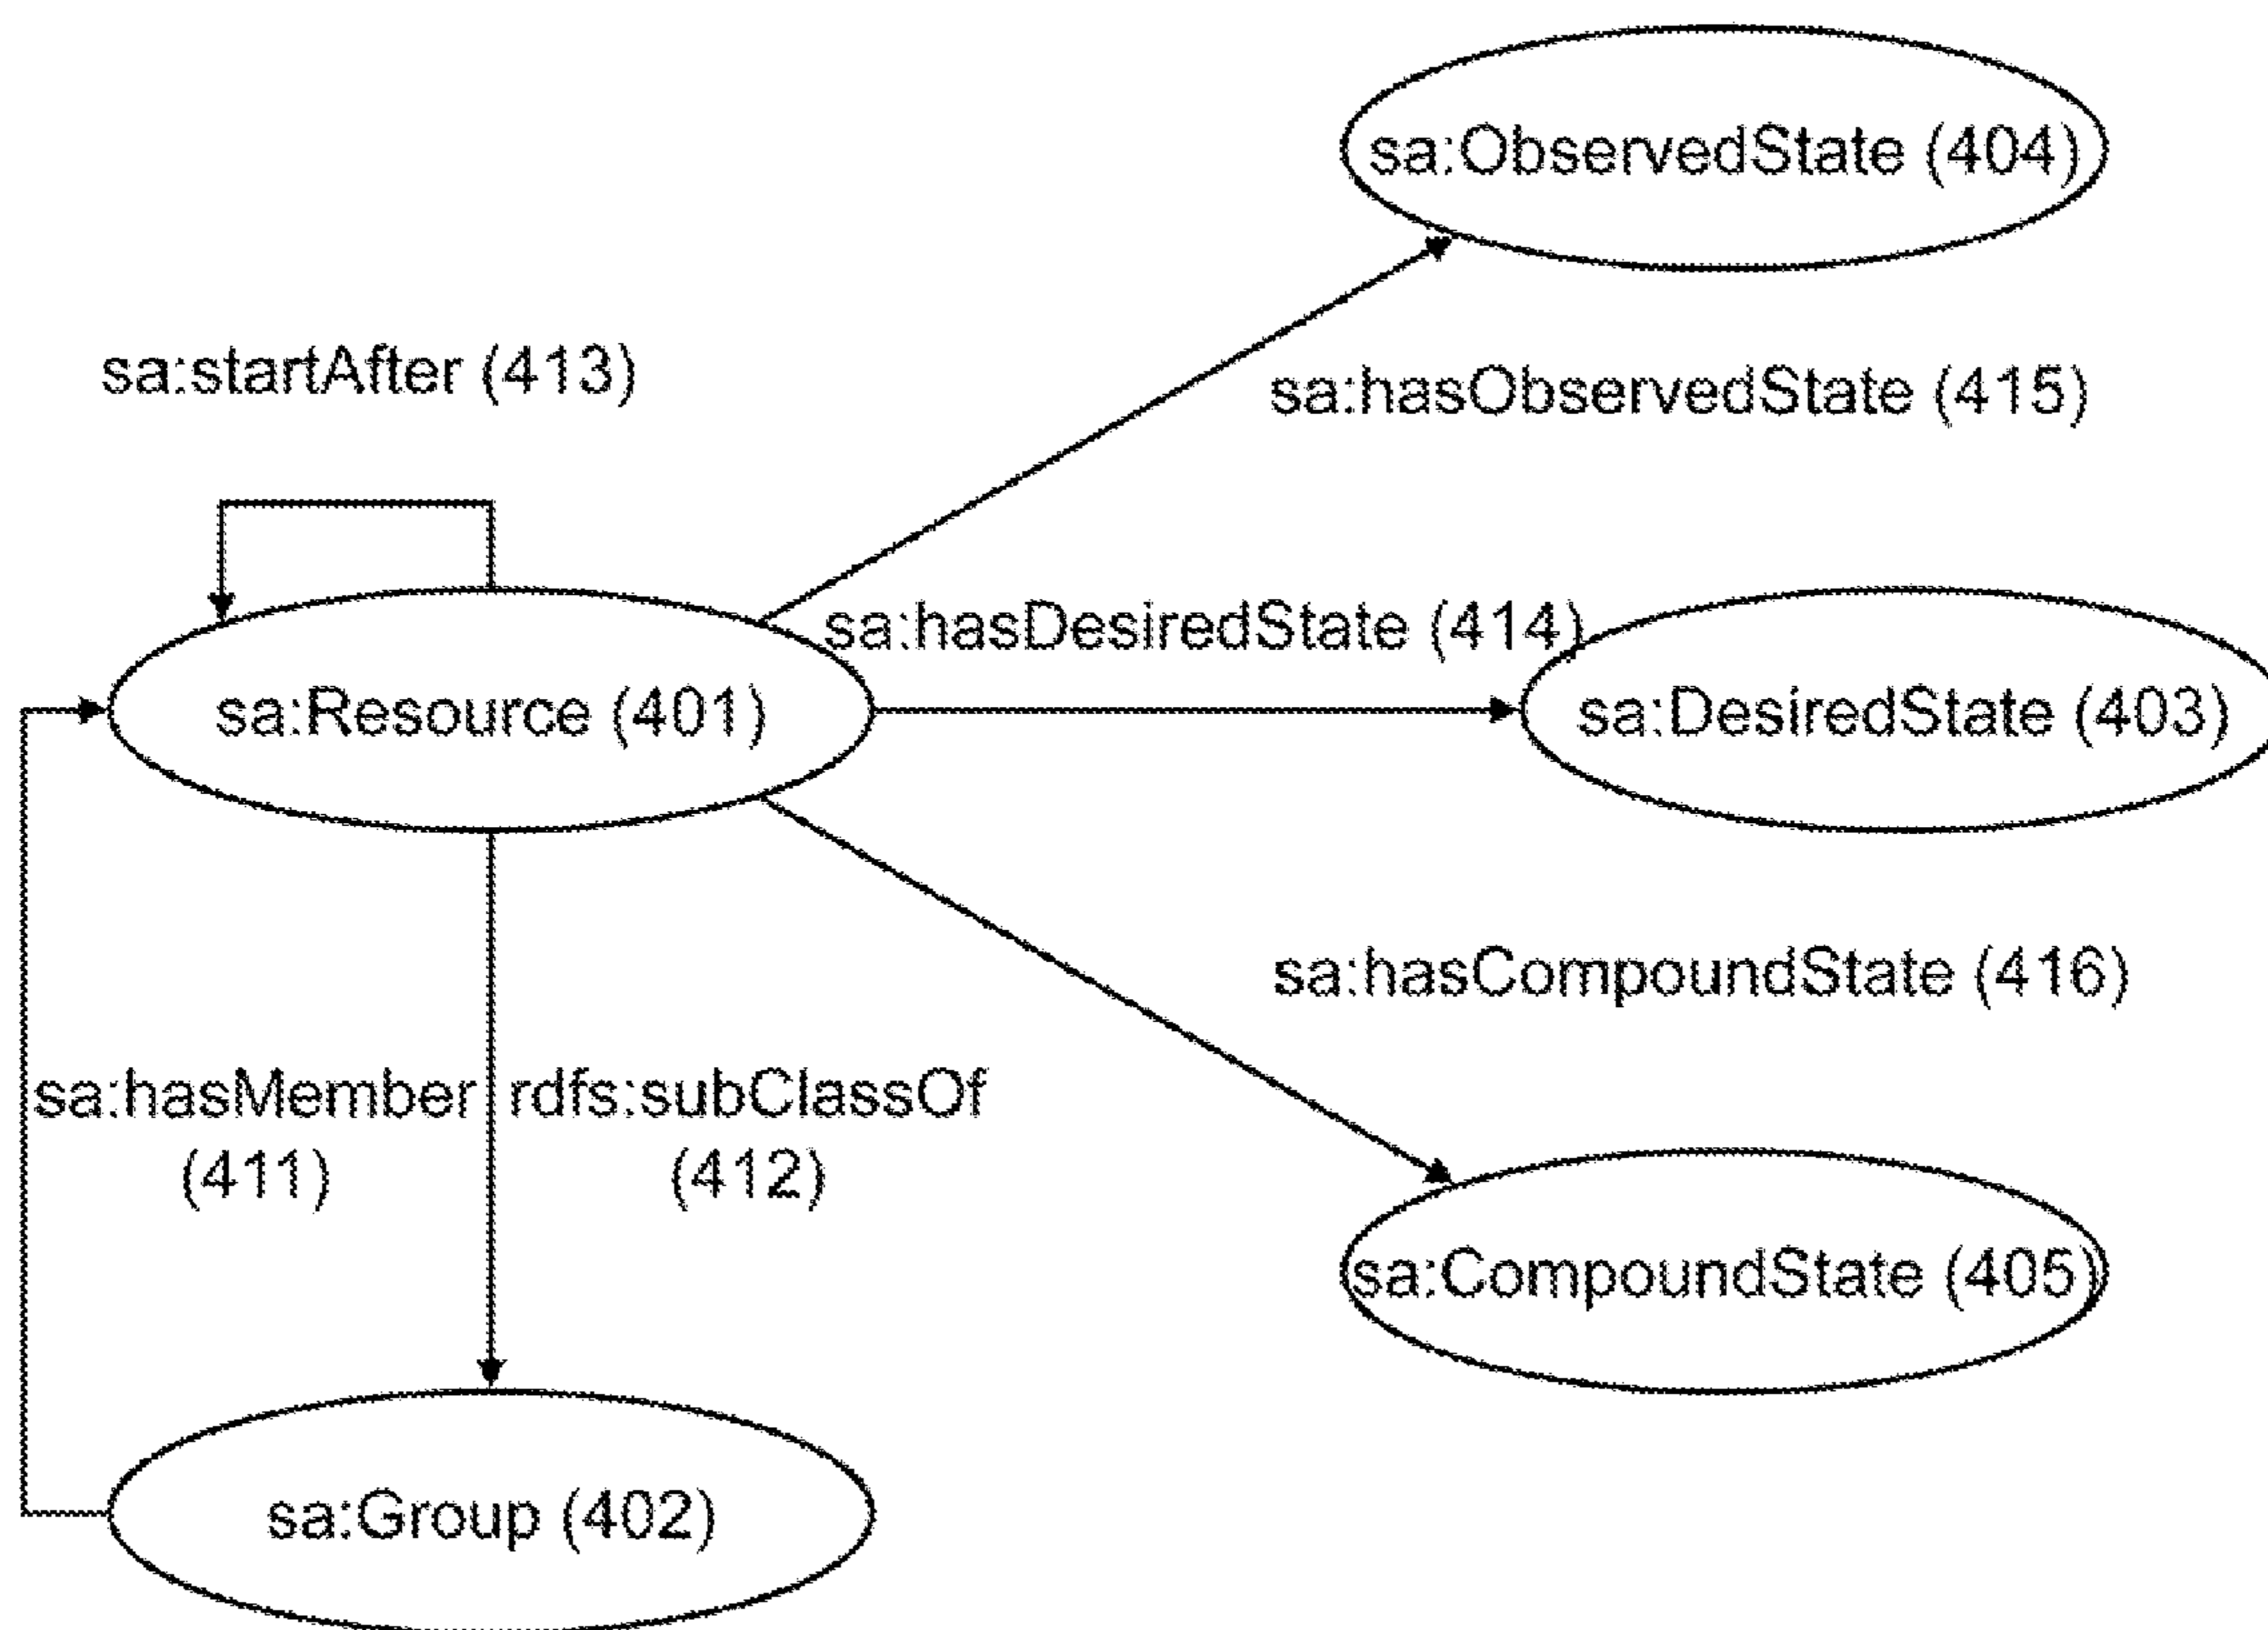 sa:ObservedState (404)
sa:startAfter (413)
sa:hasObservedState (415)
sa:hasDesiredState (414)
sa:Resource (401)
sa:DesiredState (403)
sa:hasCompoundState (416)
sa:hasMember
(411)
rdfs:subClassOf
(412)
sa:CompoundState (405)
sa:Group (402)